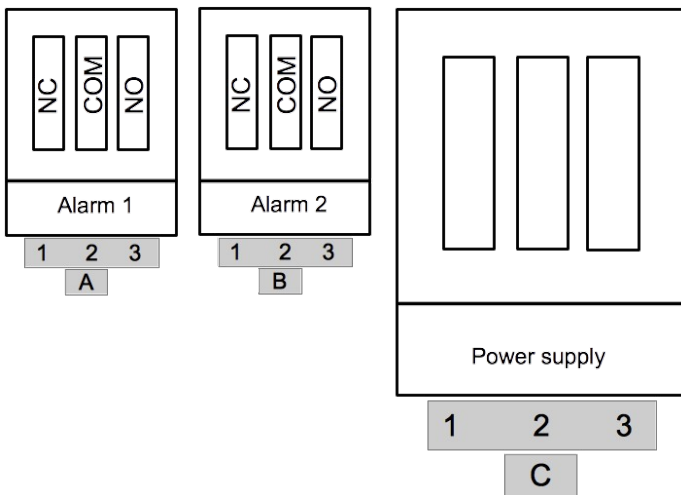 NC COM NO
Alarm 1
1 2 3
A
NC COM NO
Alarm 2
1 2 3
B
Power supply
1 2 3
C